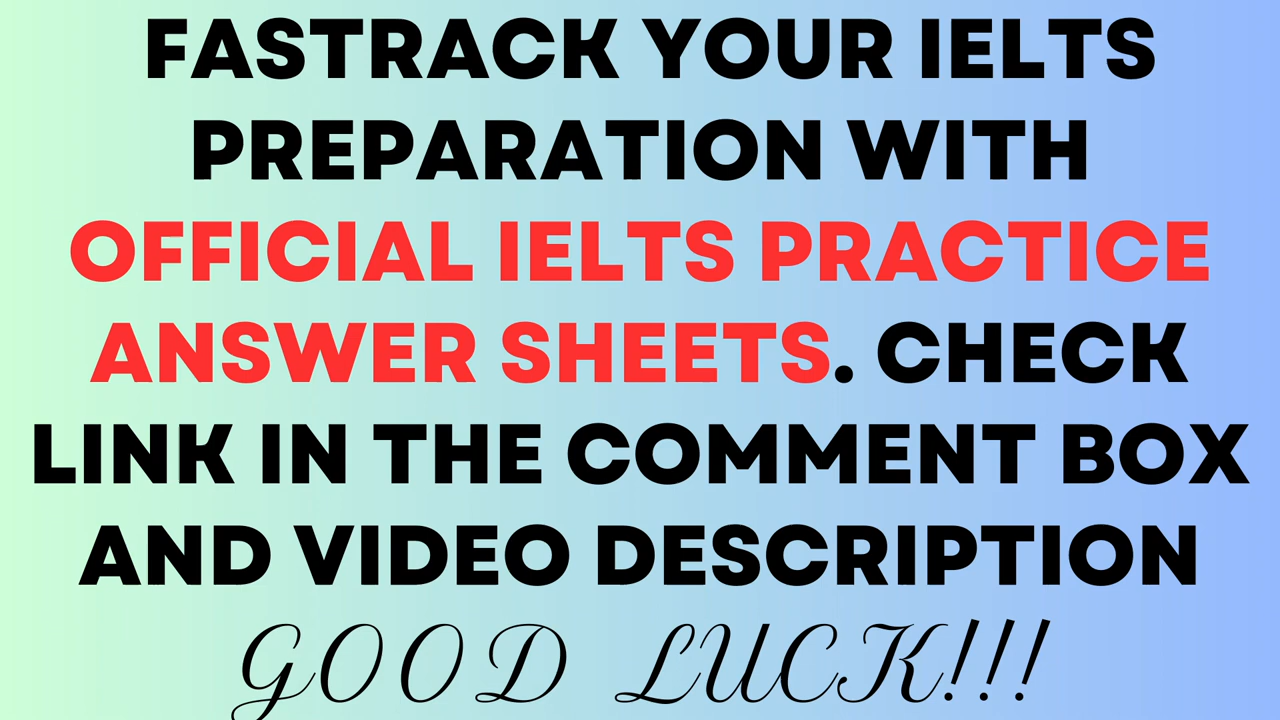 FASTRACK YOUR IELTS
PREPARATION WITH
OFFICIAL IELTS PRACTICE
ANSWER SHEETS. CHECK
LINK IN THE COMMENT BOX
AND VIDEO DESCRIPTION
GOOD LUCK!!!